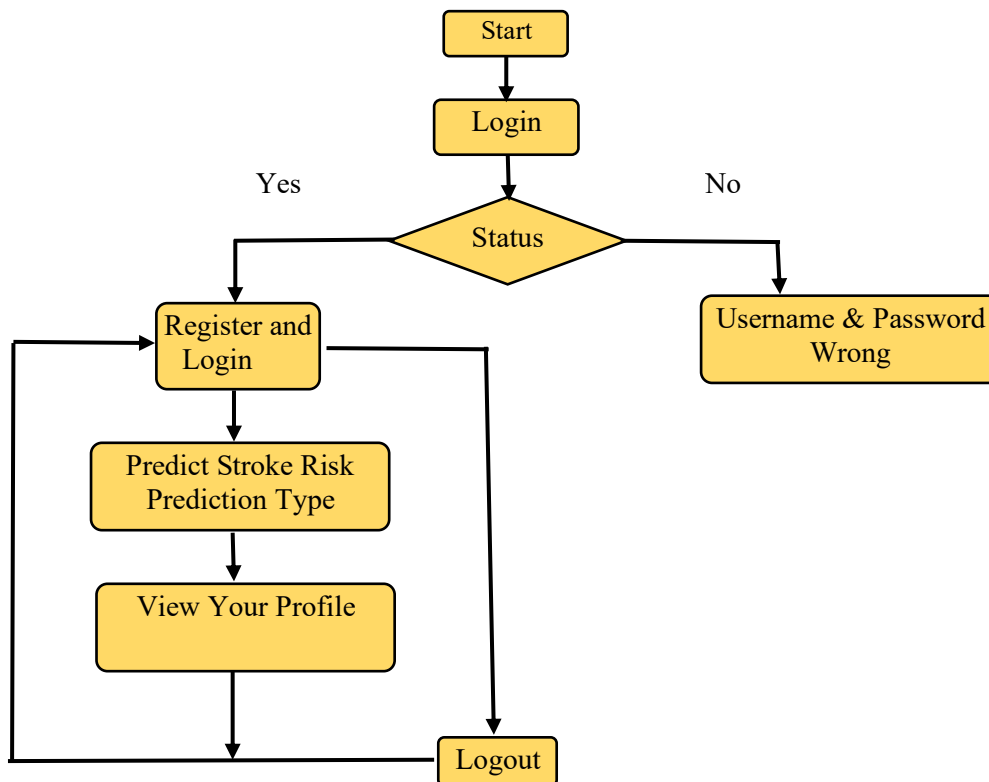 Start
Login
Yes
No
Status
Register and
Login
Username & Password
Wrong
Predict Stroke Risk
Prediction Type
View Your Profile
Logout